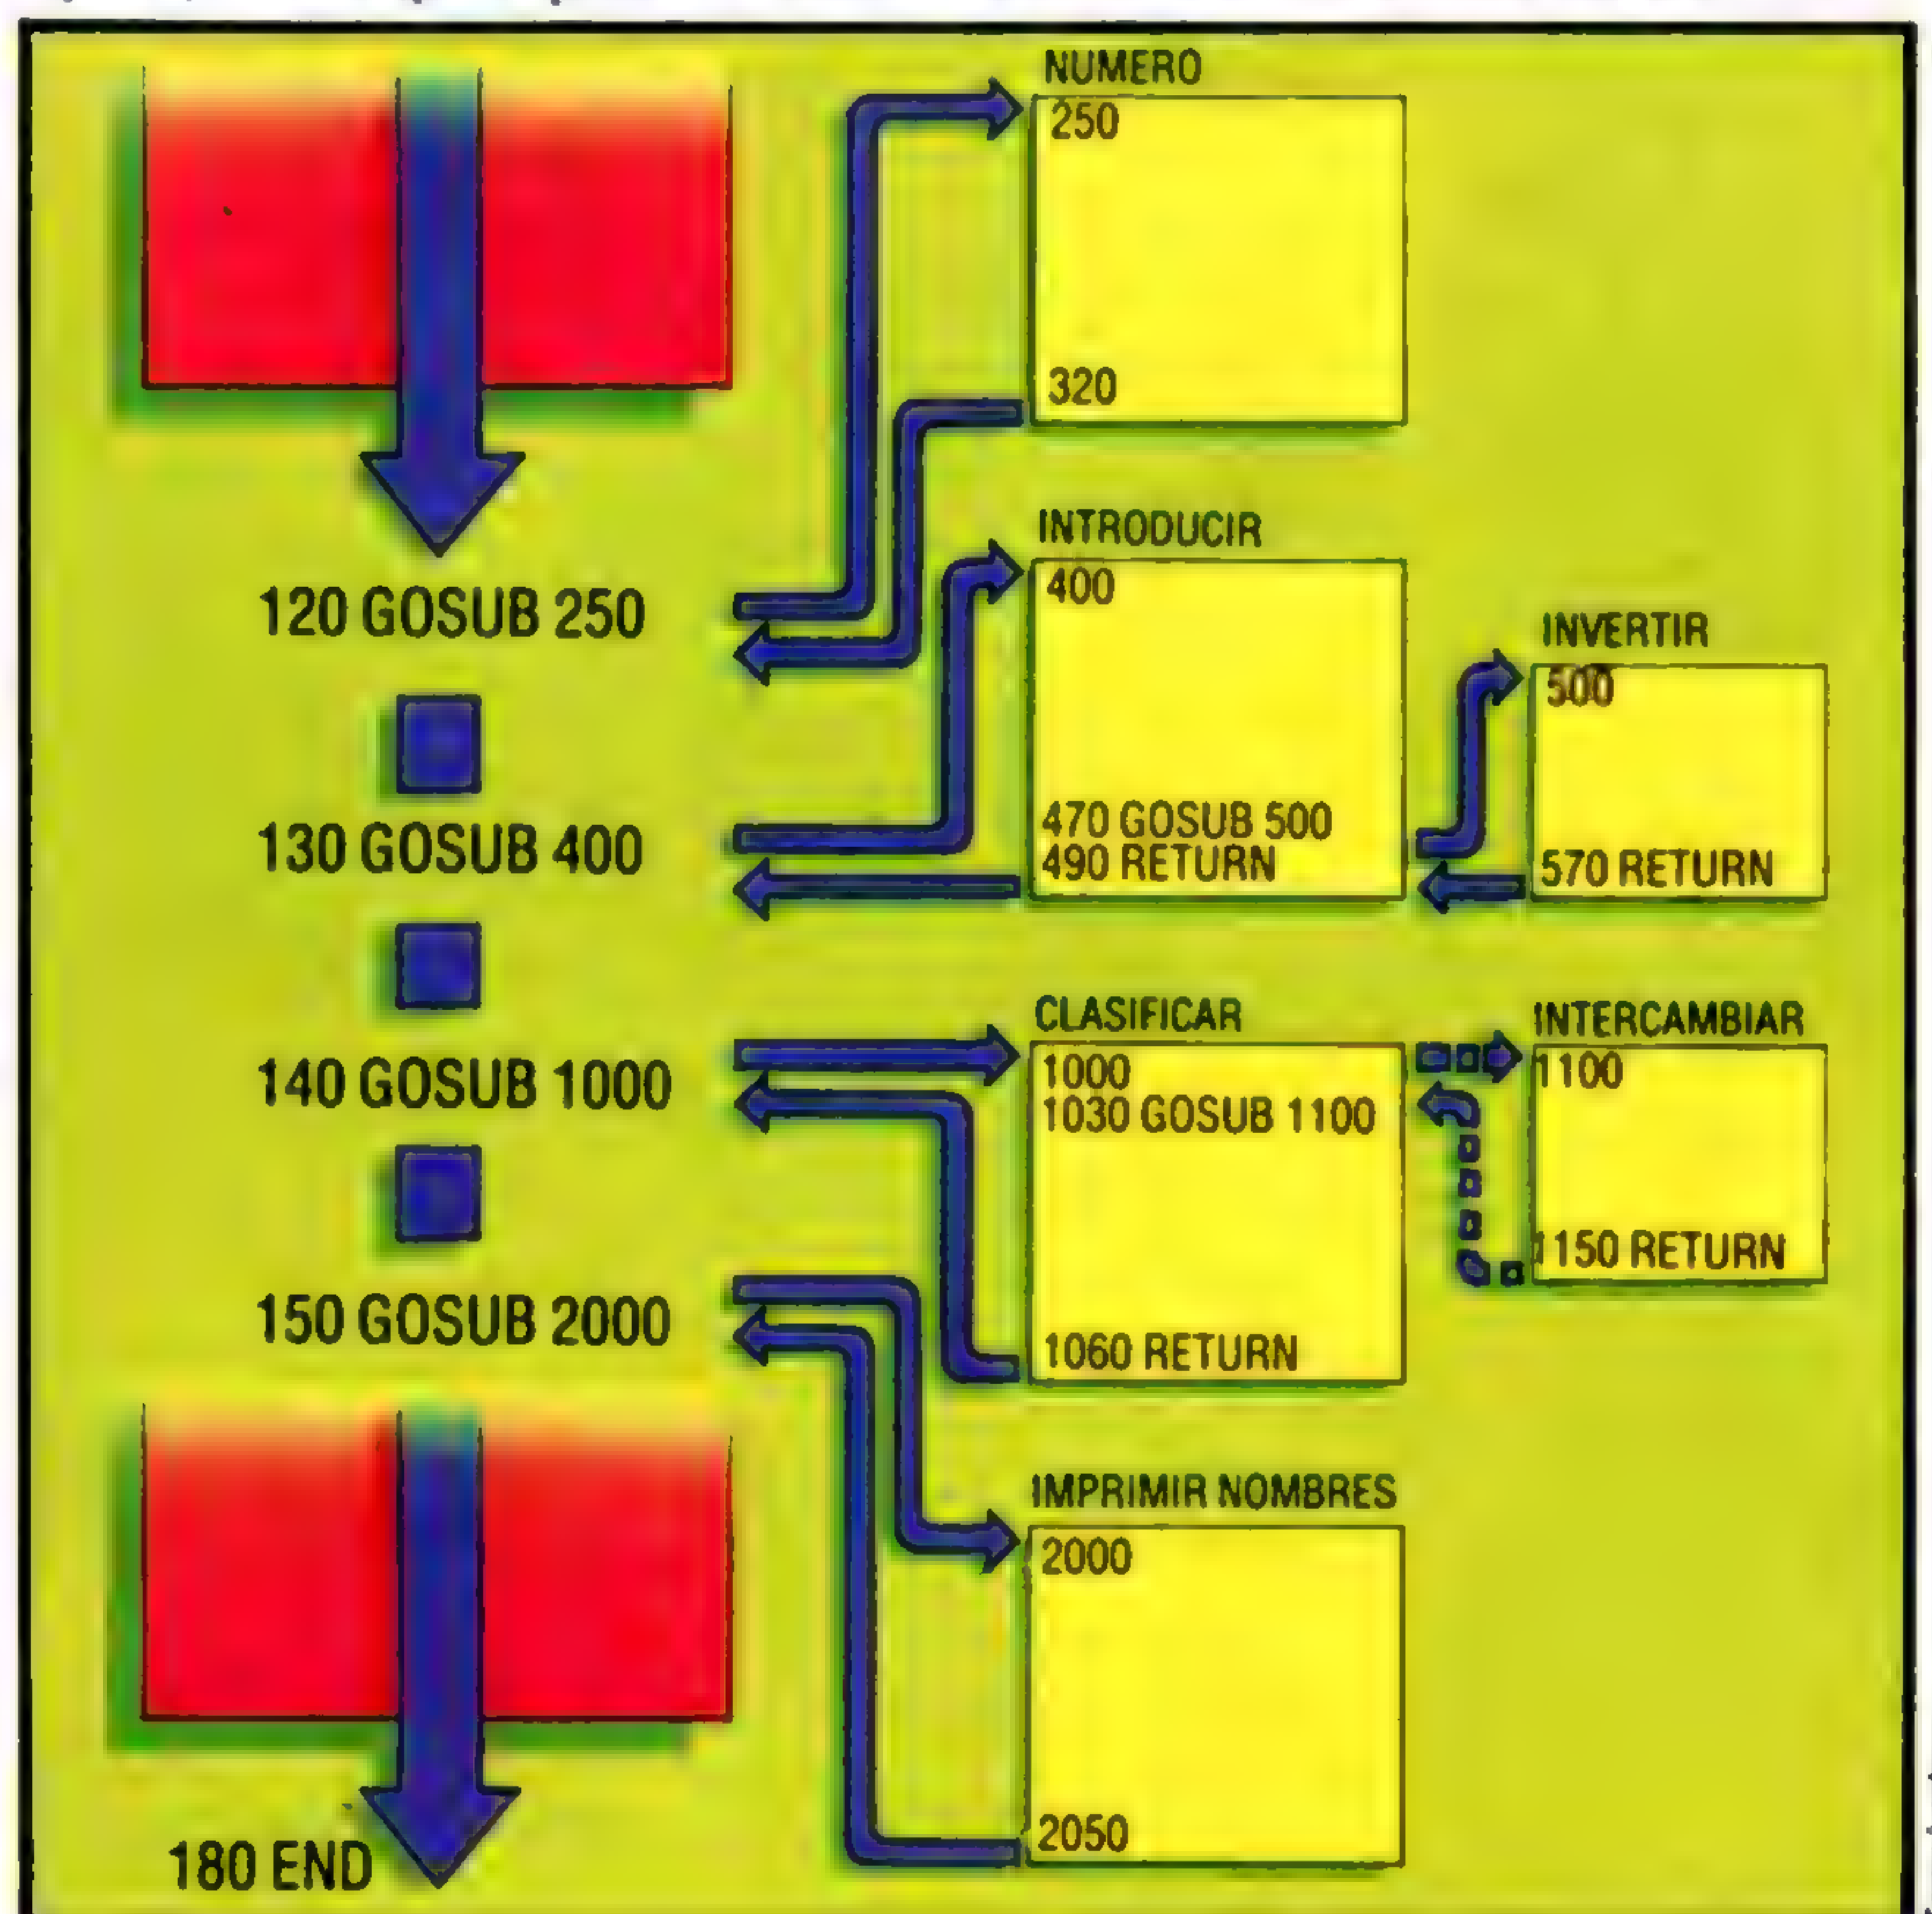 NUMERO
250
320
120 GOSUB 250
INTRODUCIR
400
470 GOSUB 500
490 RETURN
INVERTIR
500
570 RETURN
130 GOSUB 400
CLASIFICAR
1000
1030 GOSUB 1100
1060 RETURN
INTERCAMBIAR
1100
1150 RETURN
140 GOSUB 1000
150 GOSUB 2000
IMPRIMIR NOMBRES
2000
2050
180 END